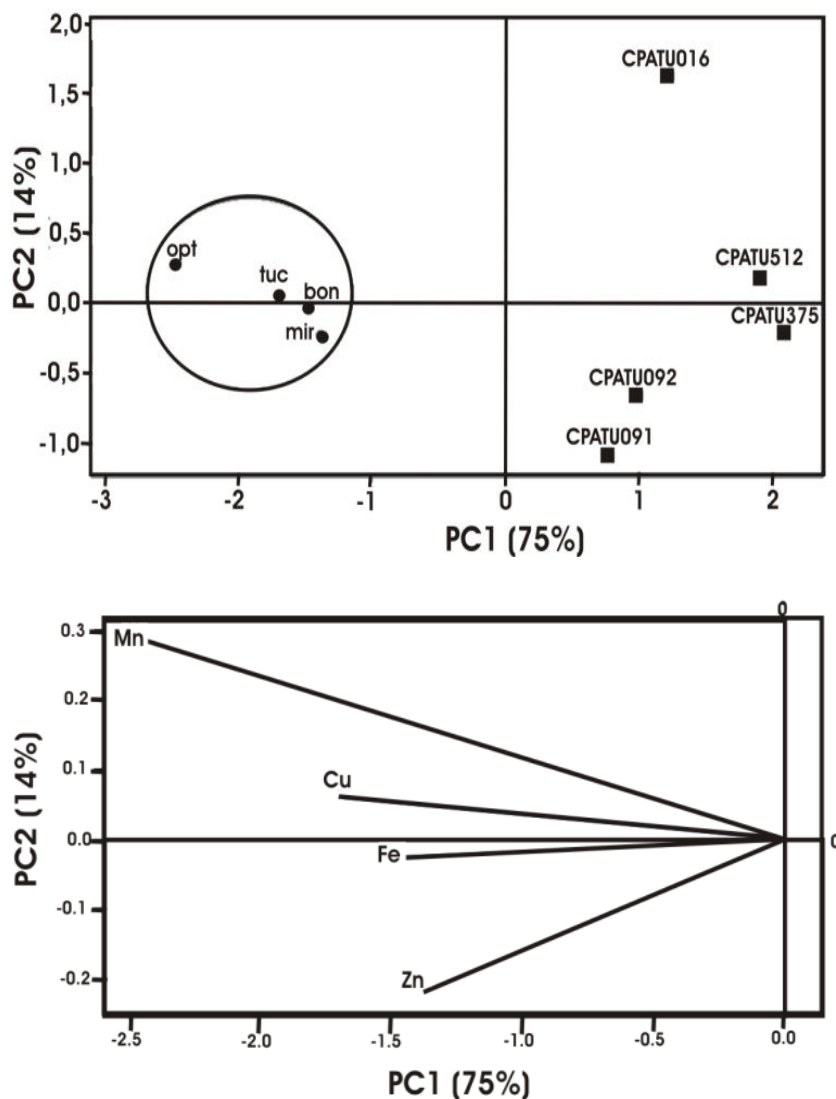 2,0
CPATU016
1,5
1,0
PC2 (14%)
0,5
opt
tuc
bon
CPATU512
0,0
mir
CPATU375
-0,5
CPATU092
CPATU091
-1,0
-3 -2 -1 0 1 2
PC1 (75%)
0
0.3
Mn
0.2
PC2 (14%)
0.1
Cu
0.0
0
Fe
-0.1
Zn
-0.2
-2.5 -2.0 -1.5 -1.0 -0.5 0.0
PC1 (75%)